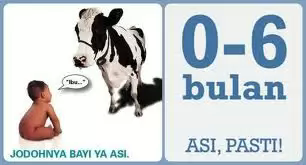 "Ibu..."
JODOHNYA BAYI YA ASI.
0-6
bulan
ASI, PASTI!